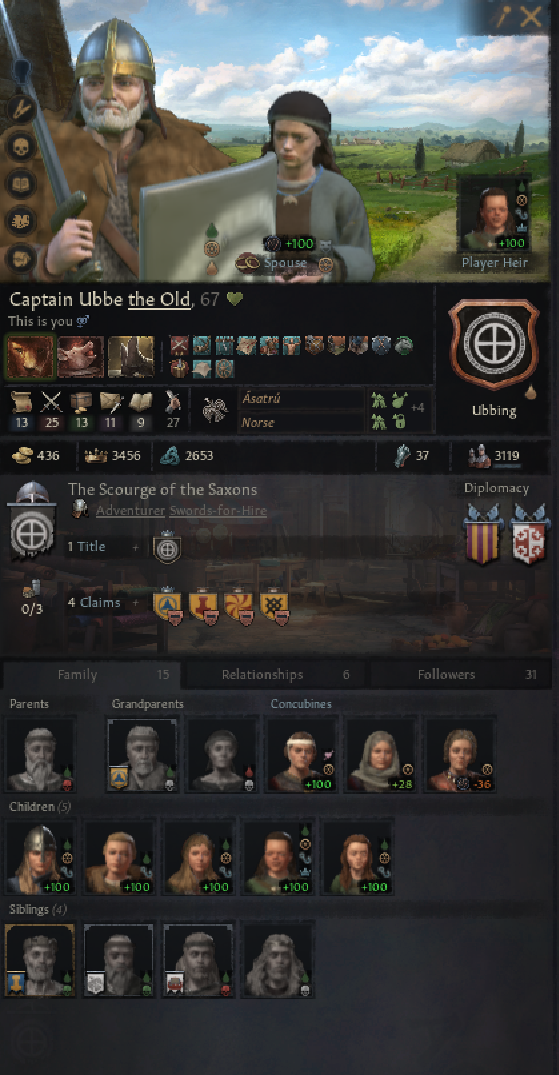 +100
Spouse
+100
Player Heir
Captain Ubbe the Old, 67
This is you
Ubbing
13 25 13 11 9 27
Ásatrú
Norse
+4
436 3456 2653 37 3119
The Scourge of the Saxons
Adventurer Swords-for-Hire
Diplomacy
1 Title +
0/3
4 Claims +
Family 15 Relationships 6 Followers 31
Parents Grandparents Concubines
+100 +28 -36
Children (5)
+100 +100 +100 +100 +100
Siblings (4)